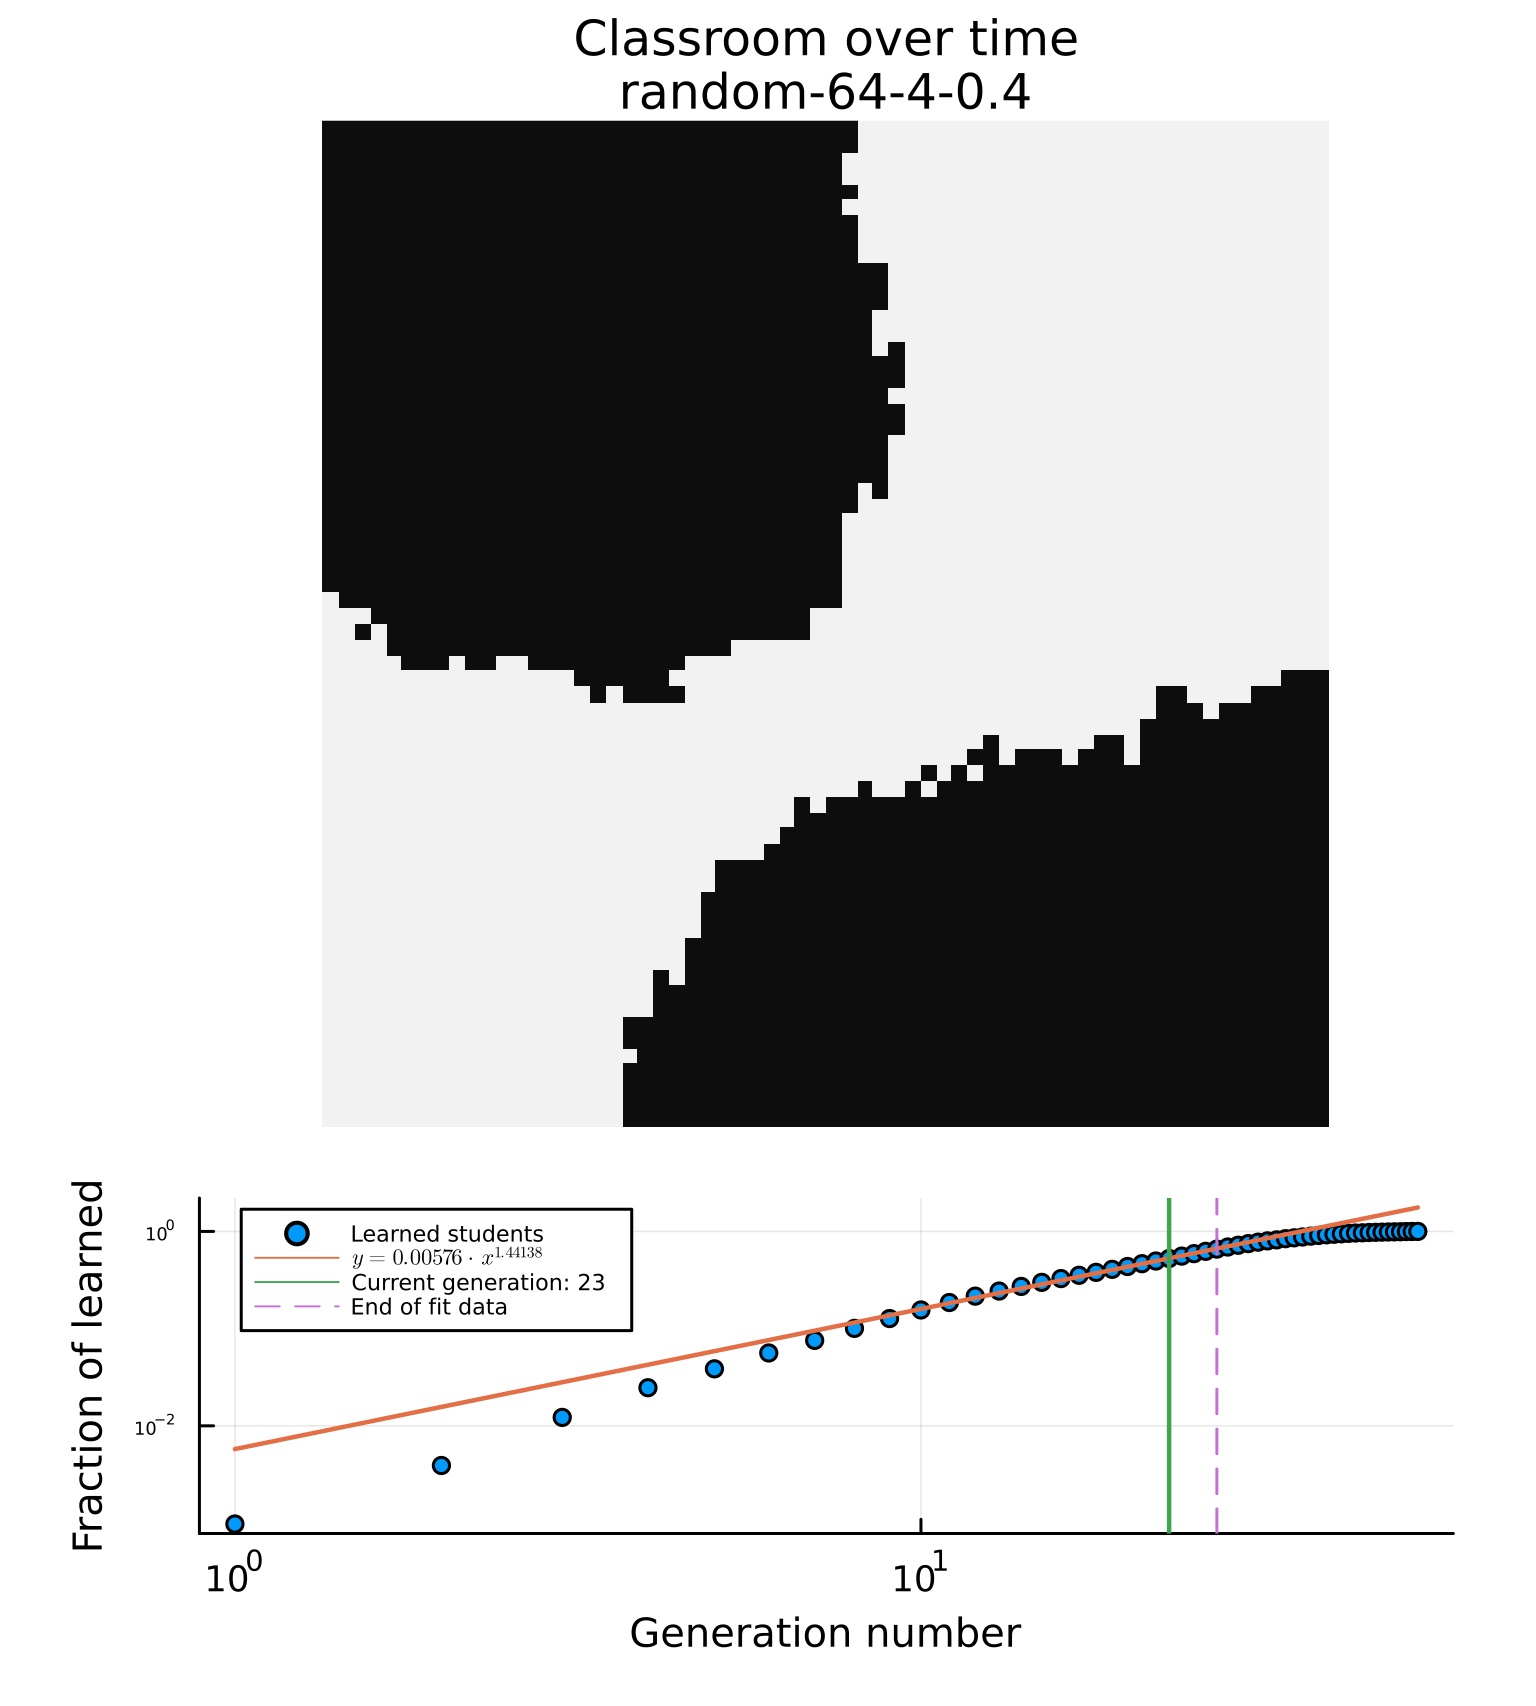 Classroom over time
random-64-4-0.4
Fraction of learned
10^0
10^-2
Learned students
y = 0.00576 · x^1.44138
Current generation: 23
End of fit data
10^0
10^1
Generation number